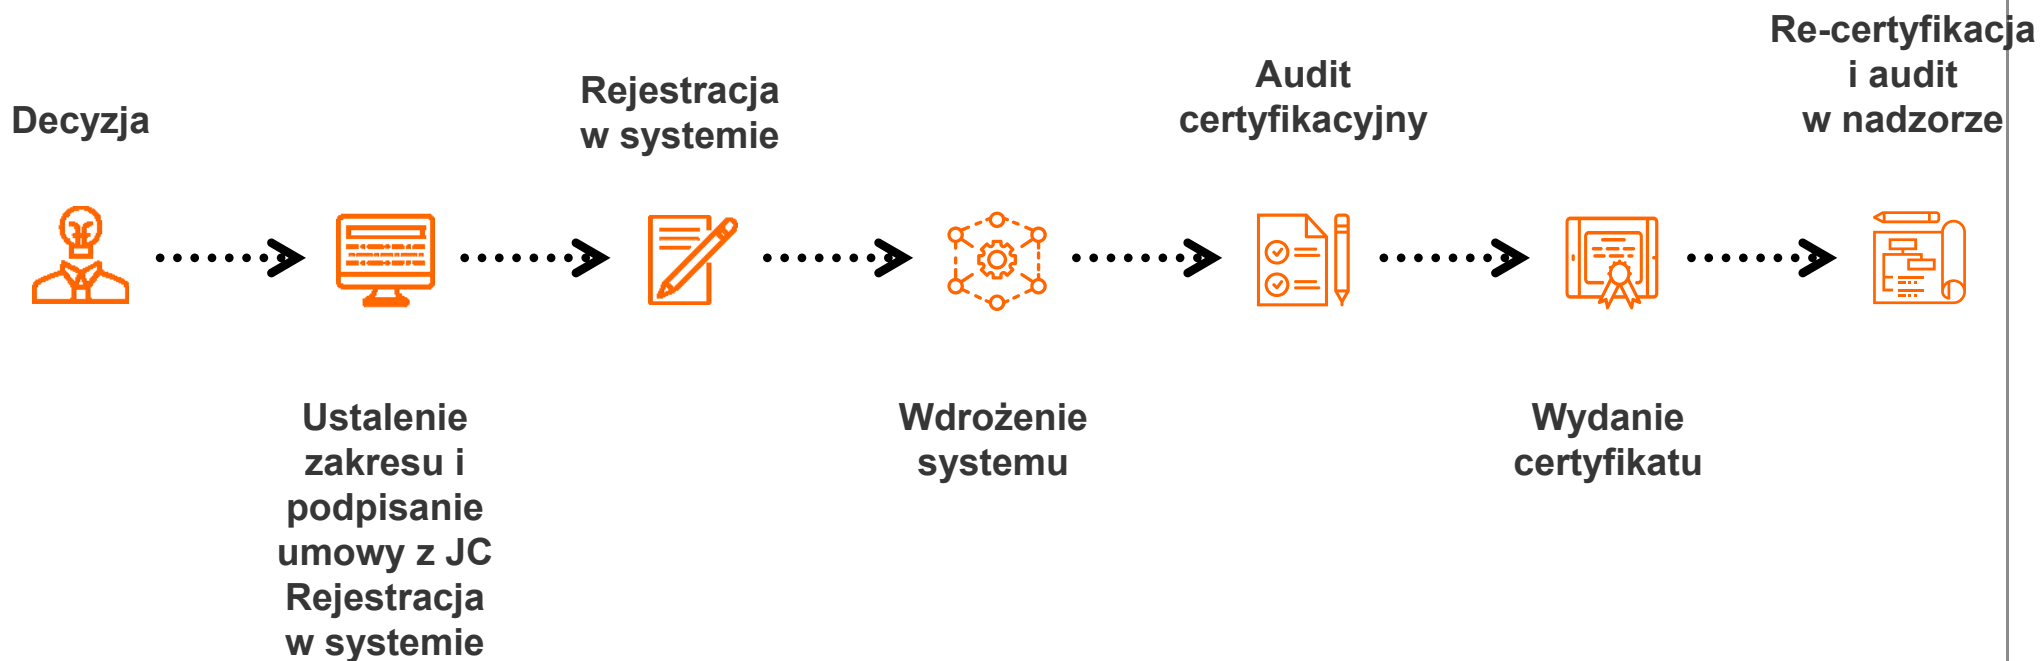 Decyzja
Ustalenie
zakresu i
podpisanie
umowy z JC
Rejestracja
w systemie
Rejestracja
w systemie
Wdrożenie
systemu
Audit
certyfikacyjny
Wydanie
certyfikatu
Re-certyfikacja
i audit
w nadzorze